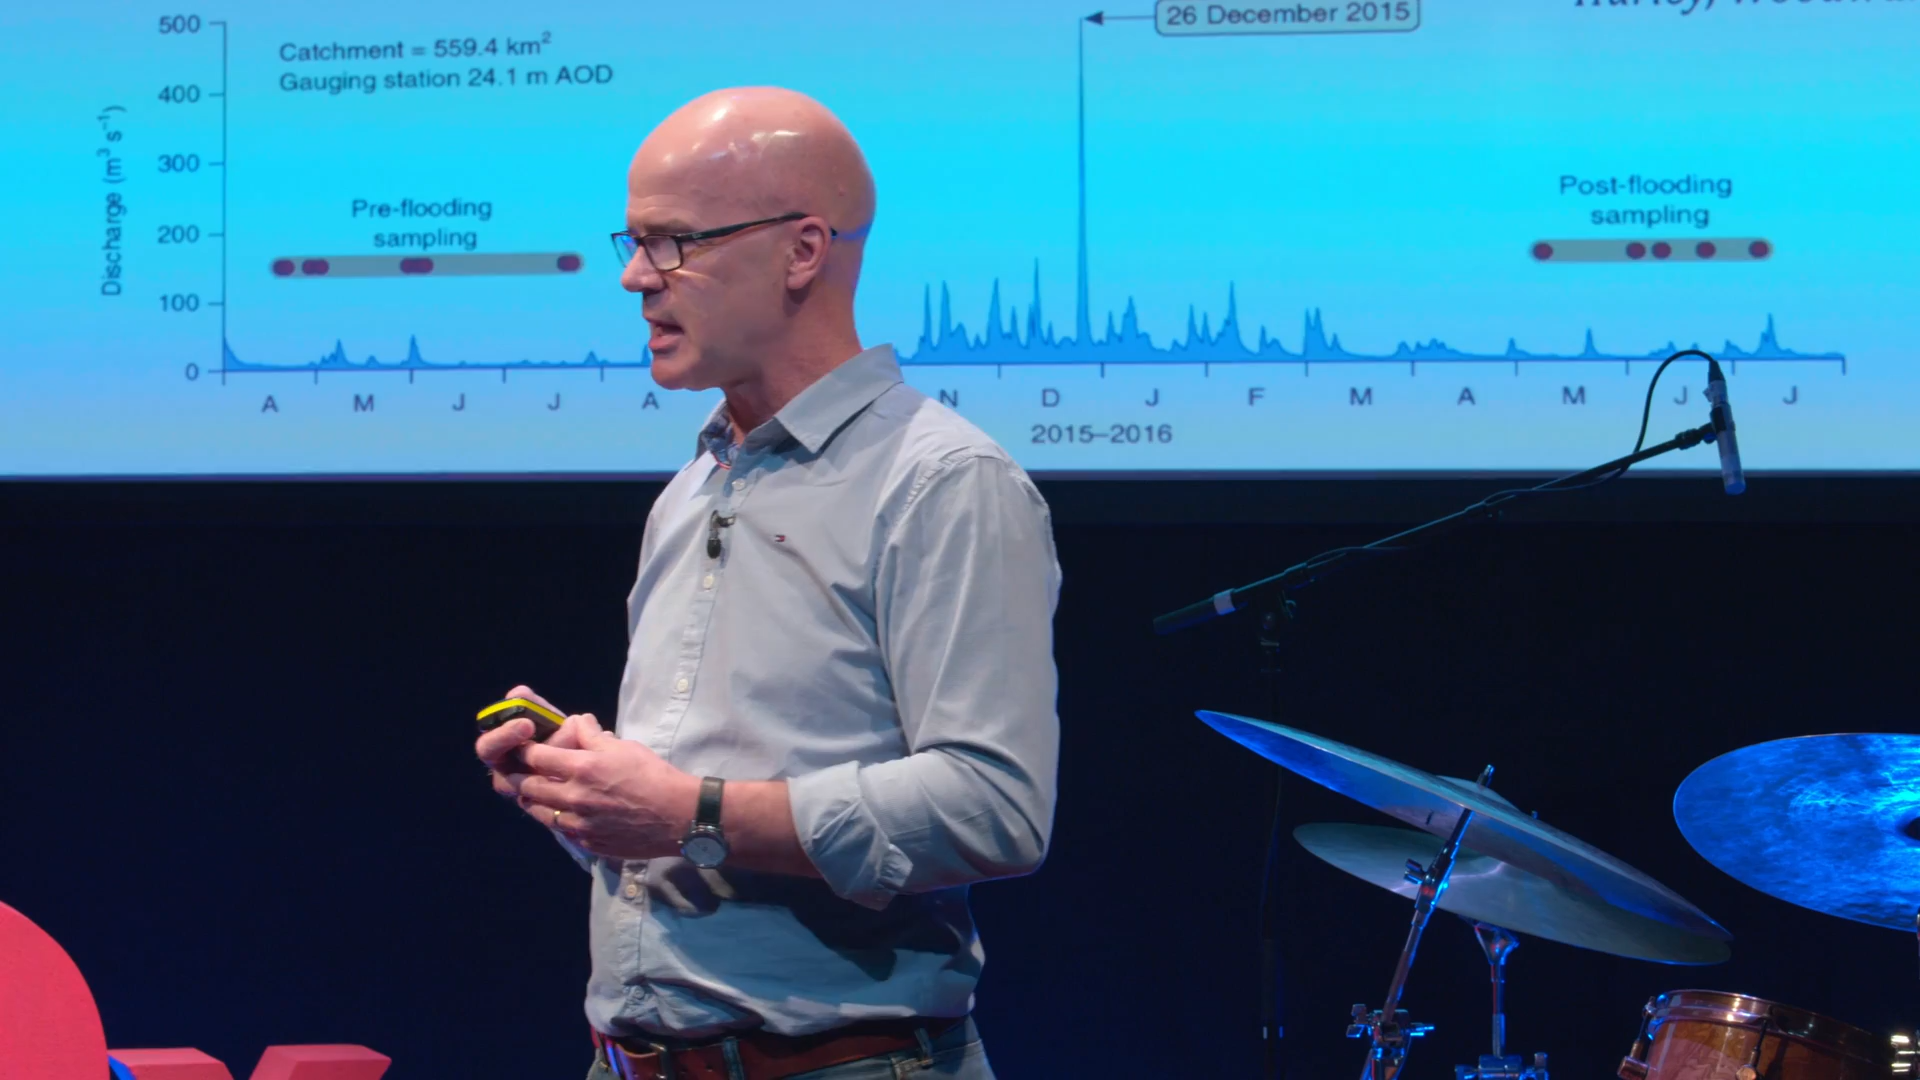 500
400
300
200
100
0
Discharge (m³ s⁻¹)
Catchment = 559.4 km²
Gauging station 24.1 m AOD
26 December 2015
Pre-flooding
sampling
Post-flooding
sampling
A M J J A N D J F M A M J J
2015–2016